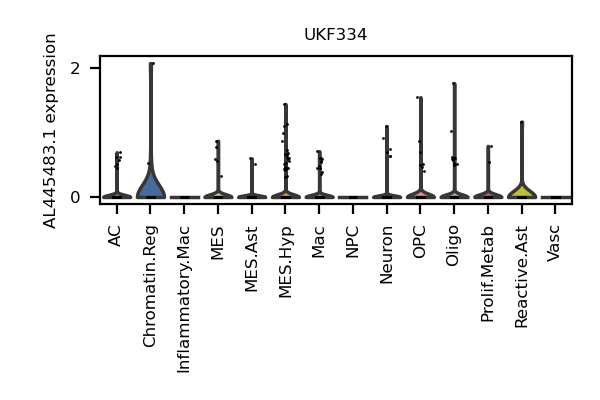 UKF334
AL445483.1 expression
2
0
AC
Chromatin.Reg
Inflammatory.Mac
MES
MES.Ast
MES.Hyp
Mac
NPC
Neuron
OPC
Oligo
Prolif.Metab
Reactive.Ast
Vasc